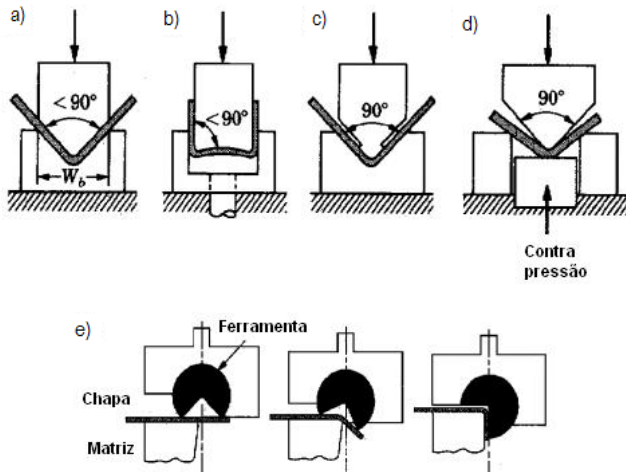 a)
b)
c)
d)
<90°
<90°
90°
90°
W_b
Contra
pressão
e)
Ferramenta
Chapa
Matriz